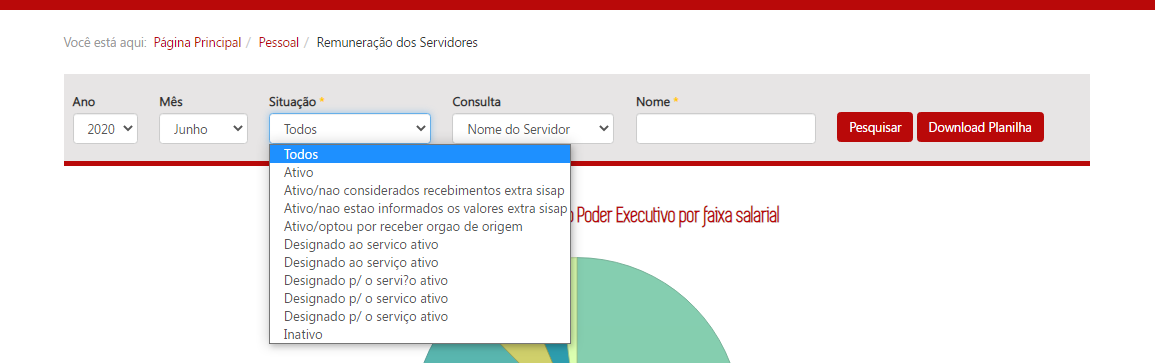 Você está aqui: Página Principal / Pessoal / Remuneração dos Servidores
Ano Mês Situação * Consulta Nome *
2020 Junho Todos Nome do Servidor Pesquisar Download Planilha
Todos
Ativo
Ativo/nao considerados recebimentos extra sisap
Ativo/nao estao informados os valores extra sisap
Ativo/optou por receber orgao de origem
Designado ao servico ativo
Designado ao serviço ativo
Designado p/ o servi?o ativo
Designado p/ o servico ativo
Designado p/ o serviço ativo
Inativo
Poder Executivo por faixa salarial